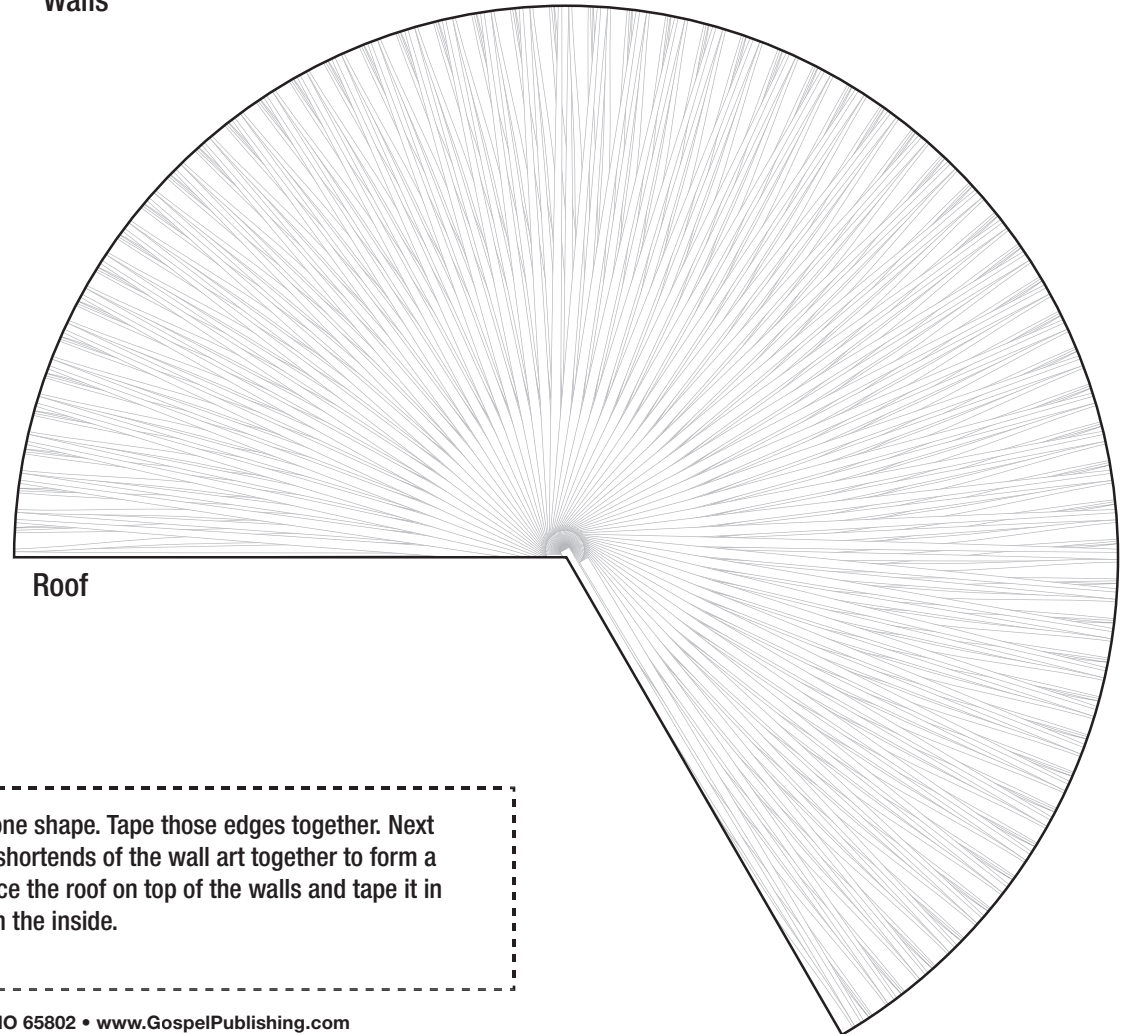 Walls
Roof
one shape. Tape those edges together. Next
shortends of the wall art together to form a
ce the roof on top of the walls and tape it in
the inside.
65802 • www.GospelPublishing.com